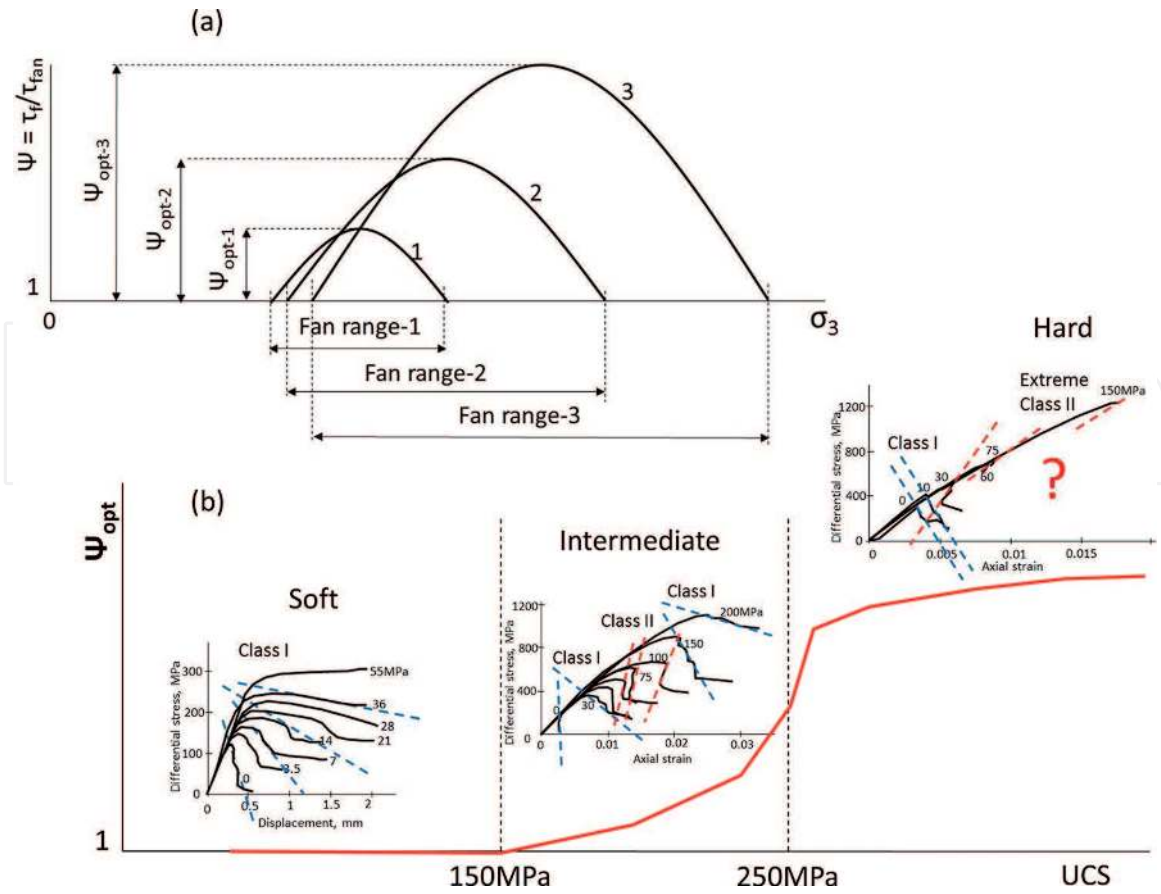 (a)
Ψ = τf/τfan
Ψopt-3
Ψopt-2
Ψopt-1
3
2
1
1
0
σ3
Fan range-1
Fan range-2
Fan range-3
(b)
Ψopt
1
Soft
Class I
Differential stress, MPa
300
200
100
0
55MPa
36
28
21
14
7
3.5
0
0
0.5
1
1.5
2
Displacement, mm
Intermediate
Class I
Class II
Class I
Differential stress, MPa
1200
800
400
0
200MPa
150
100
75
30
0
0
0.01
0.02
0.03
Axial strain
Hard
Extreme
Class II
Class I
Differential stress, MPa
1200
800
400
0
150MPa
75
60
30
10
0
?
0
0.005
0.01
0.015
Axial strain
150MPa
250MPa
UCS